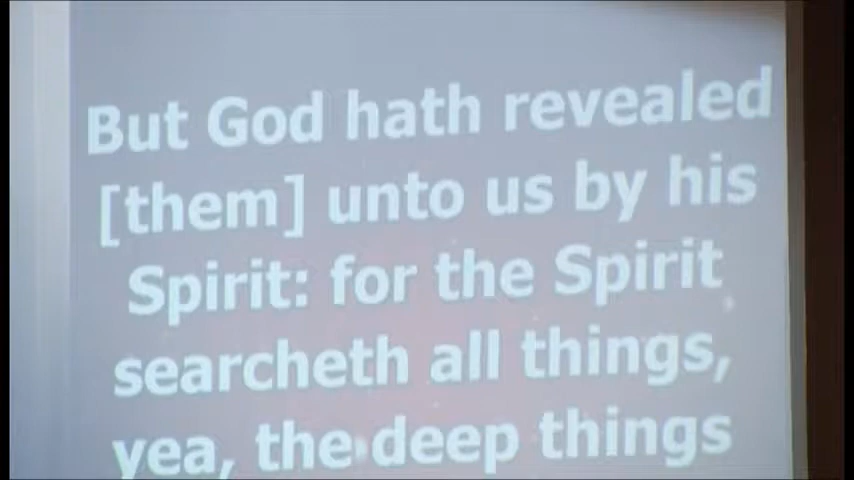 But God hath revealed
[them] unto us by his
Spirit: for the Spirit
searcheth all things,
yea, the deep things